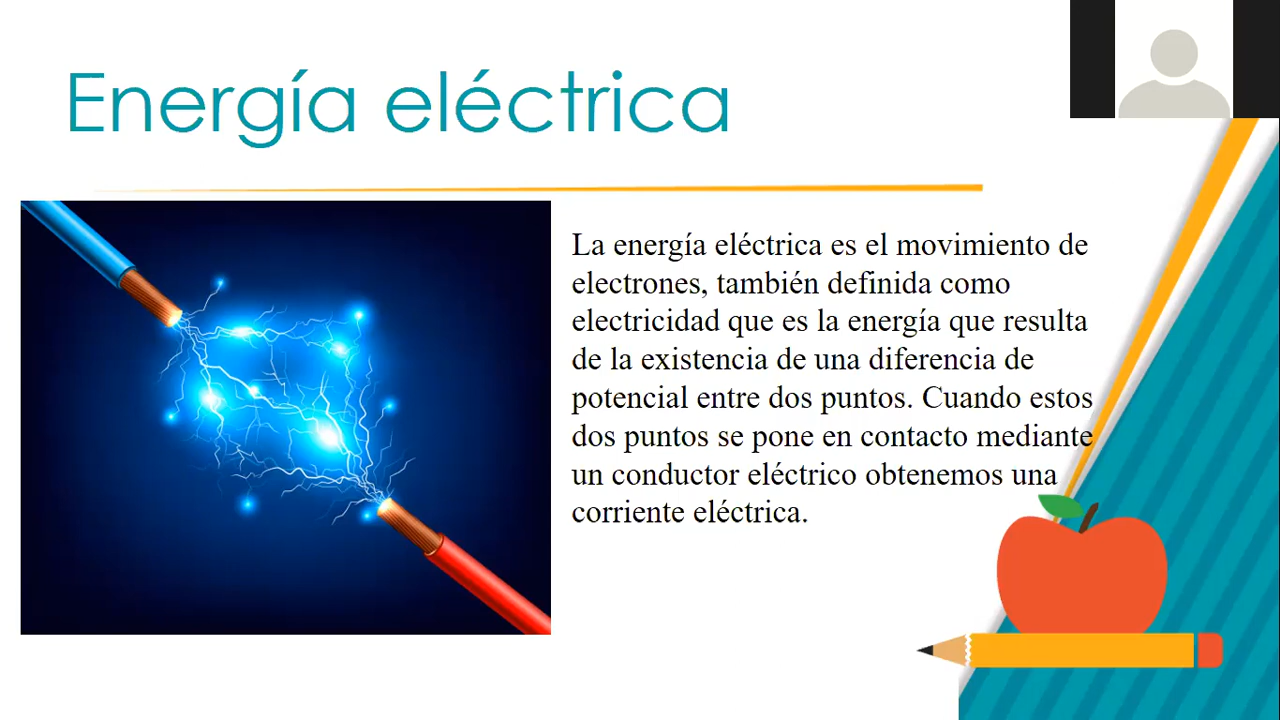 Energía eléctrica
La energía eléctrica es el movimiento de
electrones, también definida como
electricidad que es la energía que resulta
de la existencia de una diferencia de
potencial entre dos puntos. Cuando estos
dos puntos se pone en contacto mediante
un conductor eléctrico obtenemos una
corriente eléctrica.